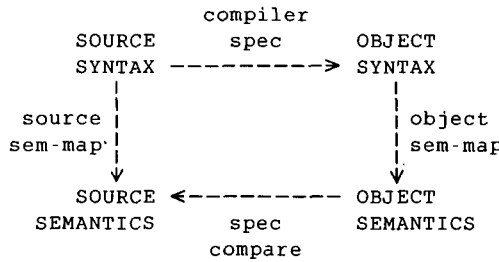 compiler
SOURCE spec OBJECT
SYNTAX SYNTAX
source object
sem-map sem-map
SOURCE OBJECT
SEMANTICS spec SEMANTICS
compare